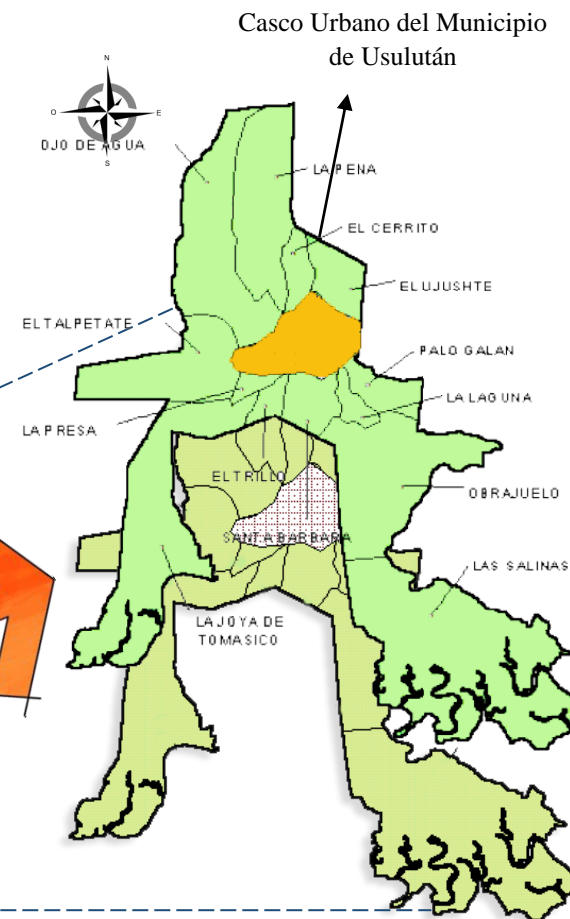 Casco Urbano del Municipio
de Usulután
N
O
E
S
OJO DE AGUA
LA PENA
EL CERRITO
EL UJUSHTE
EL TALPETATE
PALO GALAN
LA LAGUNA
LA PRESA
EL TRILLO
OBRAJUELO
SANTA BARBARA
LAS SALINAS
LA JOYA DE
TOMASICO